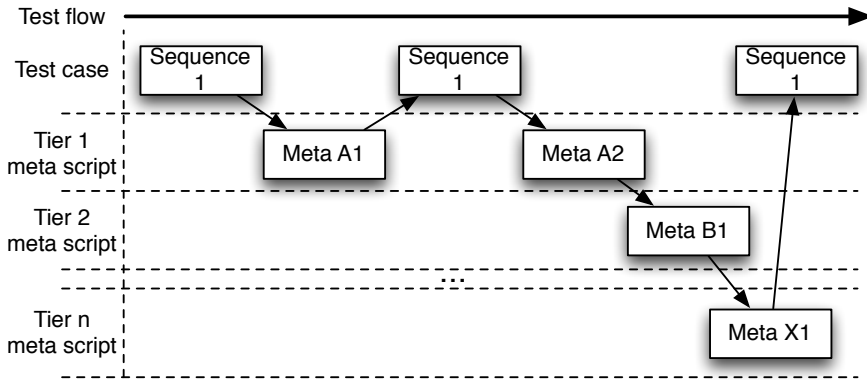 Test flow
Test case
Sequence
1
Sequence
1
Sequence
1
Tier 1
meta script
Meta A1
Meta A2
Tier 2
meta script
Meta B1
...
Tier n
meta script
Meta X1